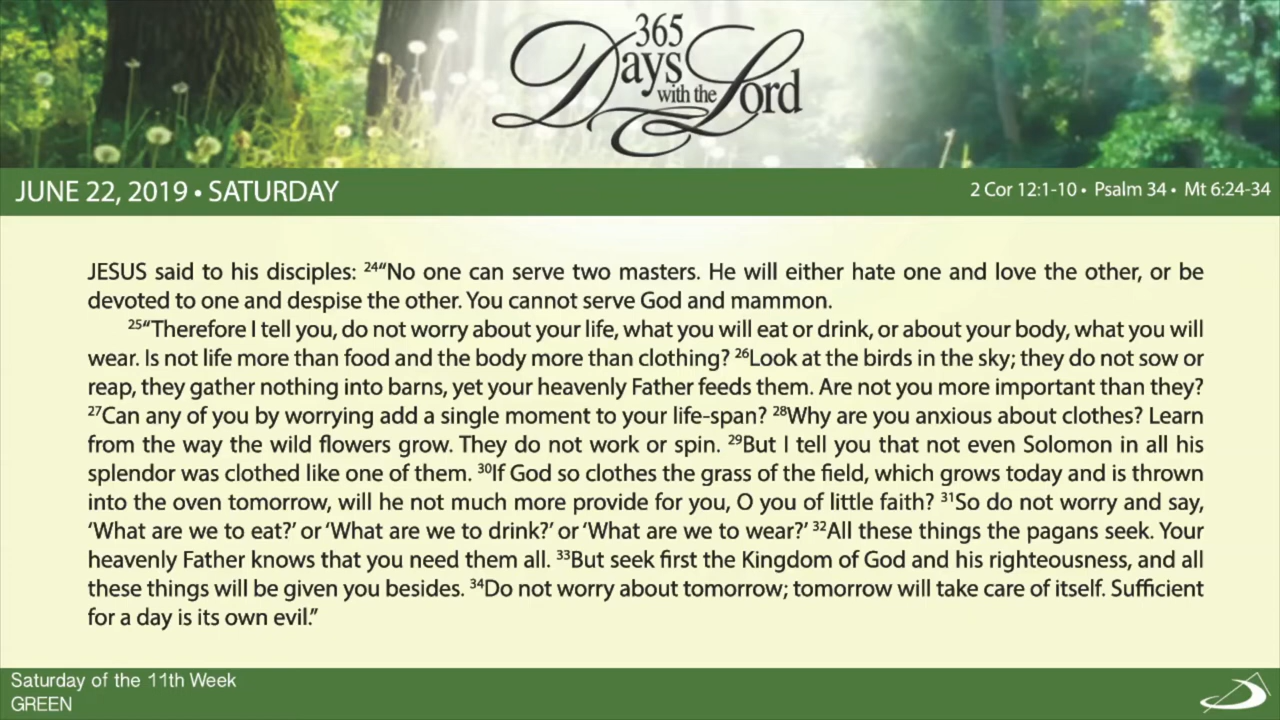 365
Days
with the Lord
JUNE 22, 2019 • SATURDAY
2 Cor 12:1-10 • Psalm 34 • Mt 6:24-34
JESUS said to his disciples: ²⁴“No one can serve two masters. He will either hate one and love the other, or be
devoted to one and despise the other. You cannot serve God and mammon.
²⁵“Therefore I tell you, do not worry about your life, what you will eat or drink, or about your body, what you will
wear. Is not life more than food and the body more than clothing? ²⁶Look at the birds in the sky; they do not sow or
reap, they gather nothing into barns, yet your heavenly Father feeds them. Are not you more important than they?
²⁷Can any of you by worrying add a single moment to your life-span? ²⁸Why are you anxious about clothes? Learn
from the way the wild flowers grow. They do not work or spin. ²⁹But I tell you that not even Solomon in all his
splendor was clothed like one of them. ³⁰If God so clothes the grass of the field, which grows today and is thrown
into the oven tomorrow, will he not much more provide for you, O you of little faith? ³¹So do not worry and say,
‘What are we to eat?’ or ‘What are we to drink?’ or ‘What are we to wear?’ ³²All these things the pagans seek. Your
heavenly Father knows that you need them all. ³³But seek first the Kingdom of God and his righteousness, and all
these things will be given you besides. ³⁴Do not worry about tomorrow; tomorrow will take care of itself. Sufficient
for a day is its own evil.”
Saturday of the 11th Week
GREEN